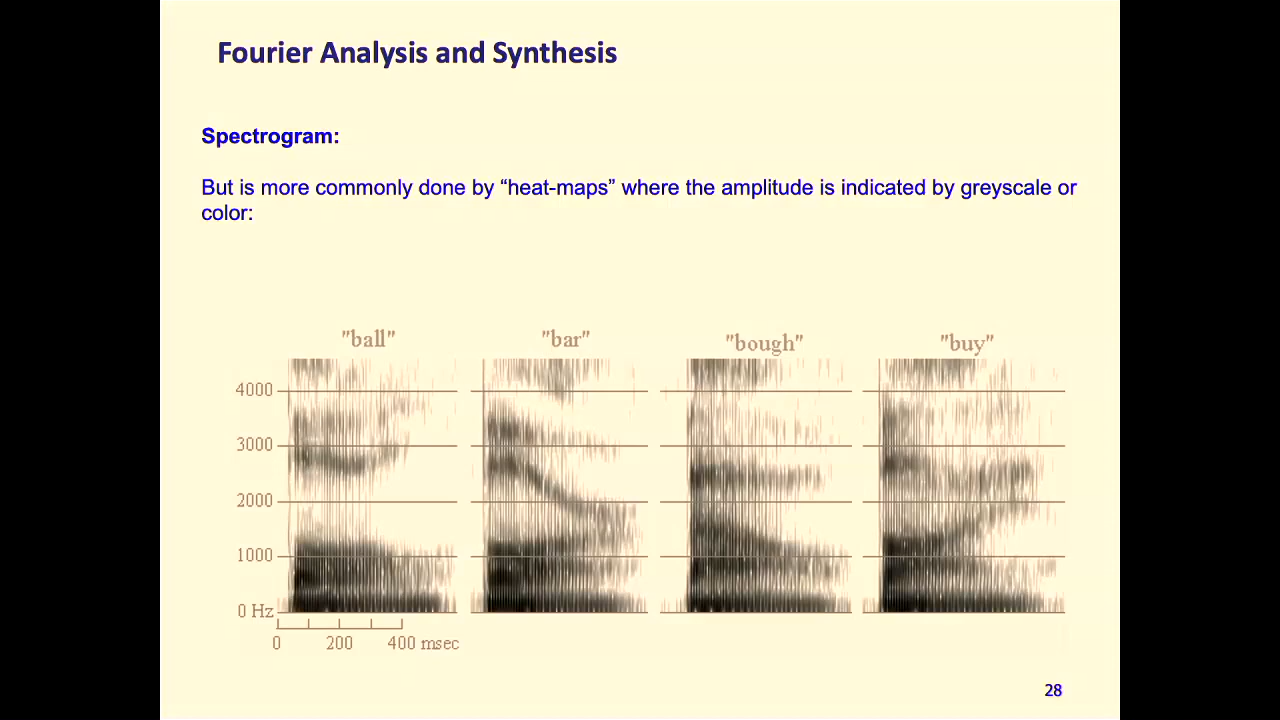 Fourier Analysis and Synthesis
Spectrogram:
But is more commonly done by “heat-maps” where the amplitude is indicated by greyscale or
color:
"ball" "bar" "bough" "buy"
4000
3000
2000
1000
0 Hz
0 200 400 msec
28